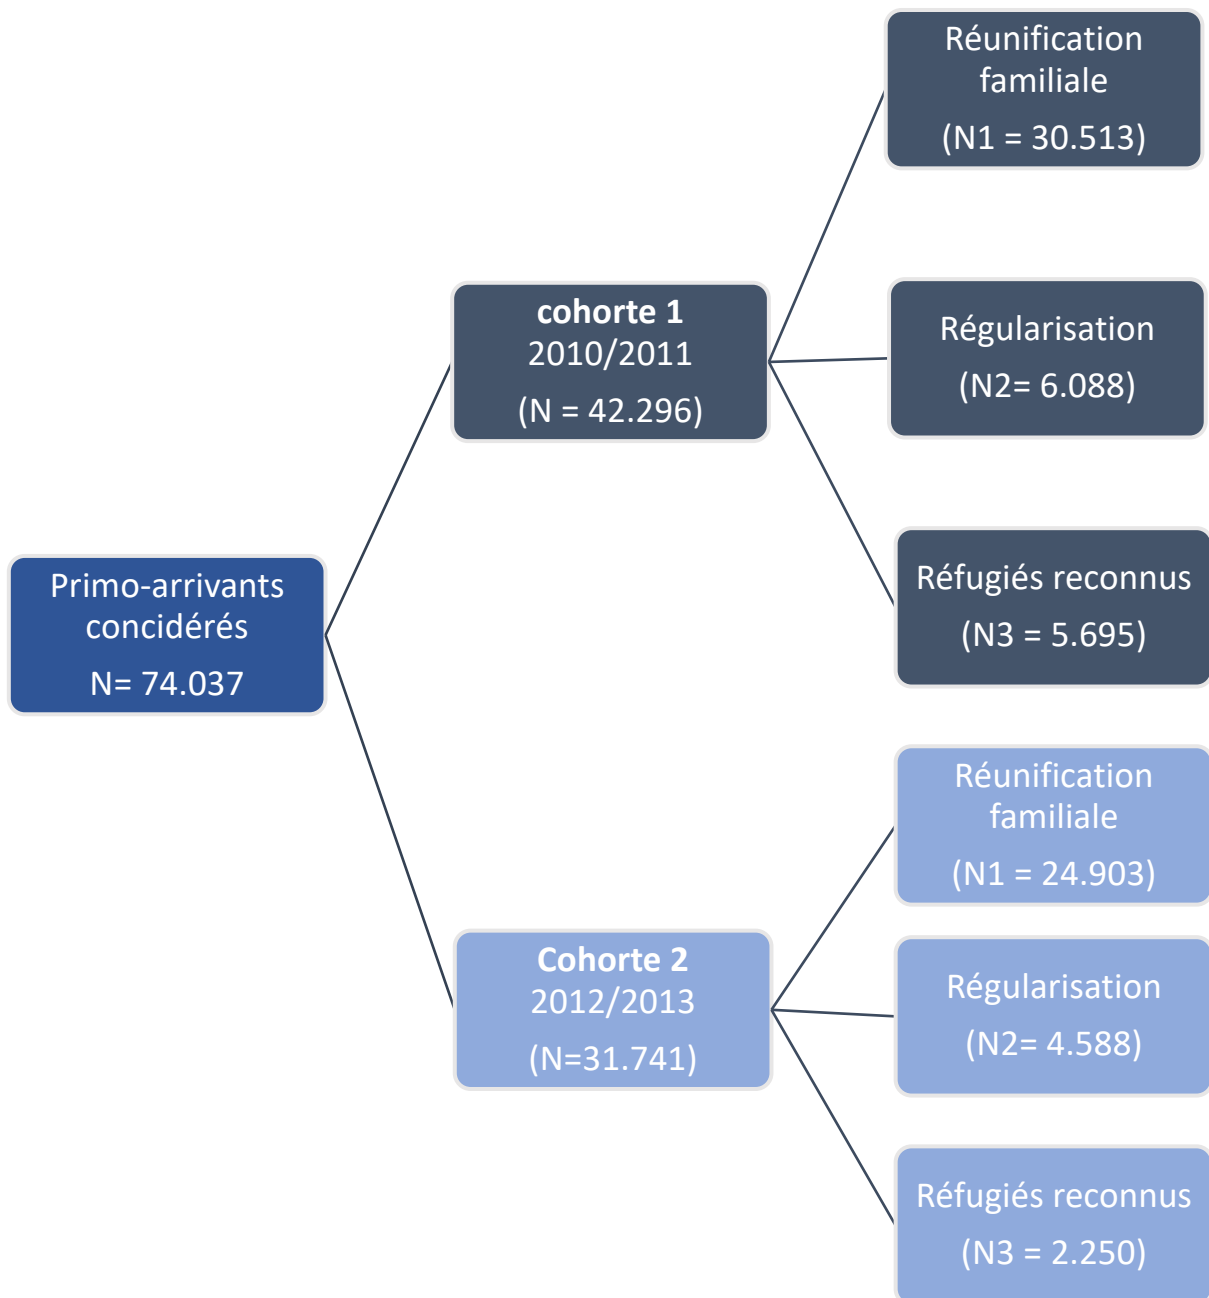 Primo-arrivants
concidérés
N= 74.037
cohorte 1
2010/2011
(N = 42.296)
Réunification
familiale
(N1 = 30.513)
Régularisation
(N2= 6.088)
Réfugiés reconnus
(N3 = 5.695)
Cohorte 2
2012/2013
(N=31.741)
Réunification
familiale
(N1 = 24.903)
Régularisation
(N2= 4.588)
Réfugiés reconnus
(N3 = 2.250)